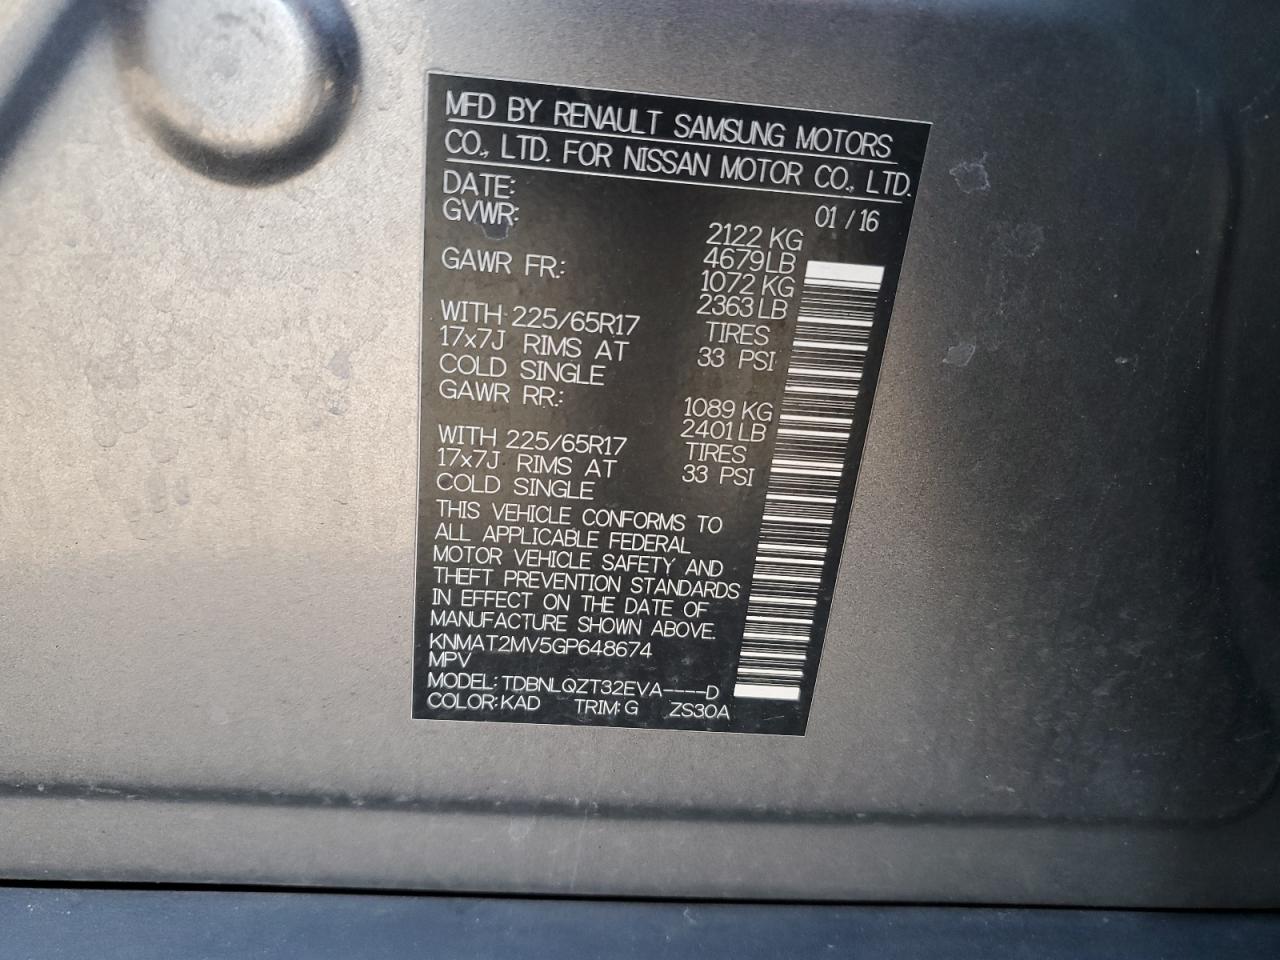 MFD BY RENAULT SAMSUNG MOTORS
CO., LTD. FOR NISSAN MOTOR CO., LTD.
DATE: 01 / 16
GVWR: 2122 KG
4679 LB
GAWR FR: 1072 KG
2363 LB
WITH 225/65R17 TIRES
17x7J RIMS AT 33 PSI
COLD SINGLE
GAWR RR: 1089 KG
2401 LB
WITH 225/65R17 TIRES
17x7J RIMS AT 33 PSI
COLD SINGLE
THIS VEHICLE CONFORMS TO
ALL APPLICABLE FEDERAL
MOTOR VEHICLE SAFETY AND
THEFT PREVENTION STANDARDS
IN EFFECT ON THE DATE OF
MANUFACTURE SHOWN ABOVE.
KNMAT2MV5GP648674
MPV
MODEL: TDBNLQZT32EVA----D
COLOR: KAD TRIM: G ZS30A